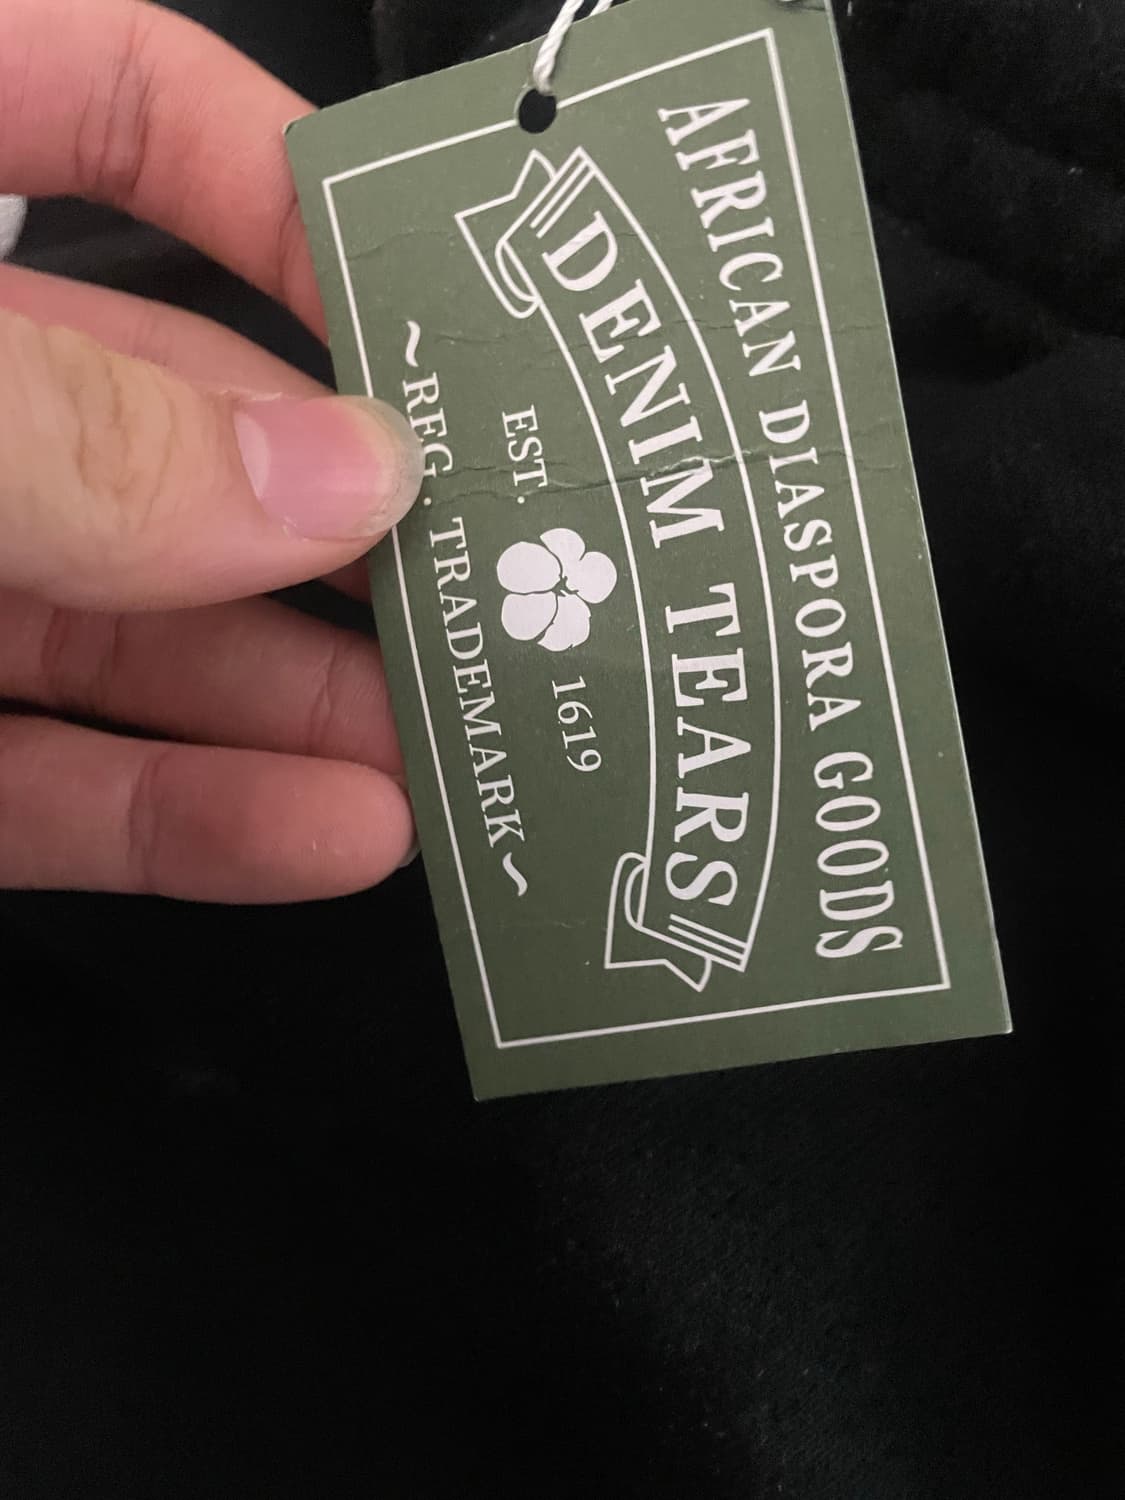 AFRICAN DIASPORA GOODS
DENIM TEARS
EST. 1619
~REG. TRADEMARK~